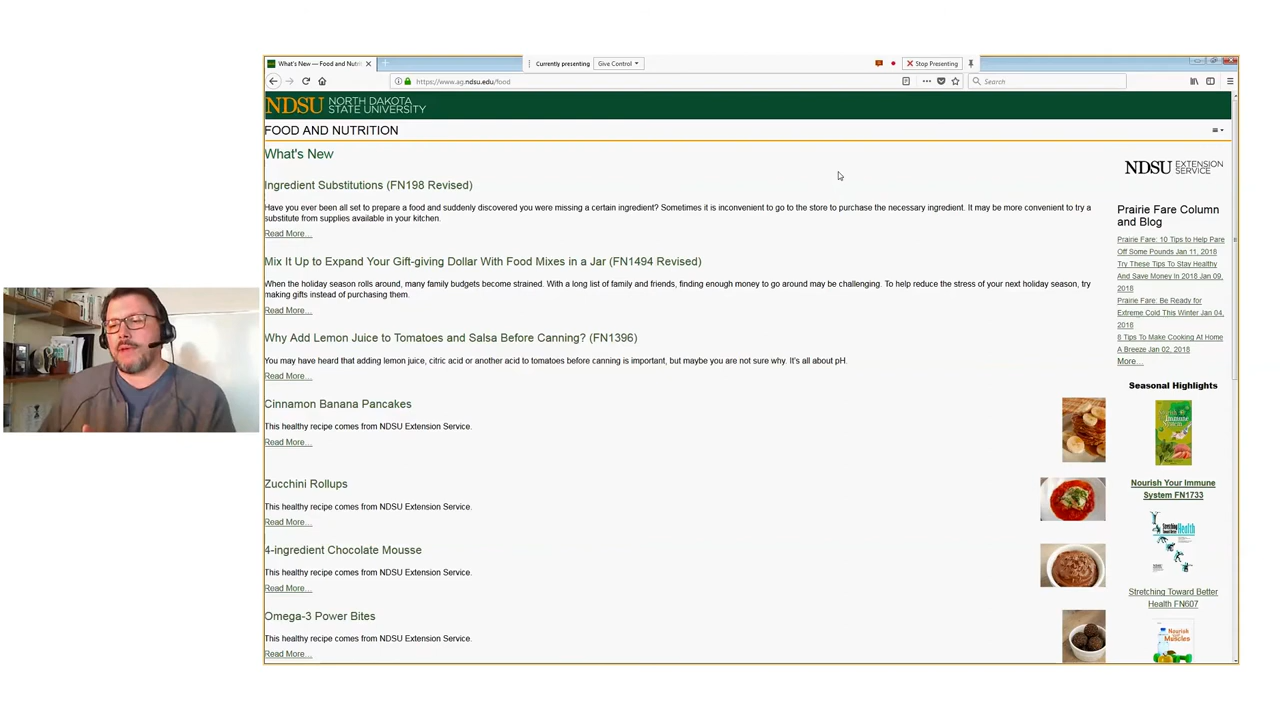 What's New — Food and Nutri
Currently presenting
Give Control
Stop Presenting
https://www.ag.ndsu.edu/food
Search
NDSU NORTH DAKOTA
STATE UNIVERSITY
FOOD AND NUTRITION
What's New
Ingredient Substitutions (FN198 Revised)
Have you ever been all set to prepare a food and suddenly discovered you were missing a certain ingredient? Sometimes it is inconvenient to go to the store to purchase the necessary ingredient. It may be more convenient to try a
substitute from supplies available in your kitchen.
Read More…
Mix It Up to Expand Your Gift-giving Dollar With Food Mixes in a Jar (FN1494 Revised)
When the holiday season rolls around, many family budgets become strained. With a long list of family and friends, finding enough money to go around may be challenging. To help reduce the stress of your next holiday season, try
making gifts instead of purchasing them.
Read More…
Why Add Lemon Juice to Tomatoes and Salsa Before Canning? (FN1396)
You may have heard that adding lemon juice, citric acid or another acid to tomatoes before canning is important, but maybe you are not sure why. It's all about pH.
Read More…
Cinnamon Banana Pancakes
This healthy recipe comes from NDSU Extension Service.
Read More…
Zucchini Rollups
This healthy recipe comes from NDSU Extension Service.
Read More…
4-ingredient Chocolate Mousse
This healthy recipe comes from NDSU Extension Service.
Read More…
Omega-3 Power Bites
This healthy recipe comes from NDSU Extension Service.
Read More…
NDSU EXTENSION
SERVICE
Prairie Fare Column
and Blog
Prairie Fare: 10 Tips to Help Pare
Off Some Pounds Jan 11, 2018
Try These Tips To Stay Healthy
And Save Money In 2018 Jan 09,
2018
Prairie Fare: Be Ready for
Extreme Cold This Winter Jan 04,
2018
8 Tips To Make Cooking At Home
A Breeze Jan 02, 2018
More…
Seasonal Highlights
Nourish Your
Immune
System
Nourish Your Immune
System FN1733
Stretching
Health
Stretching Toward Better
Health FN607
Nourish
Muscles